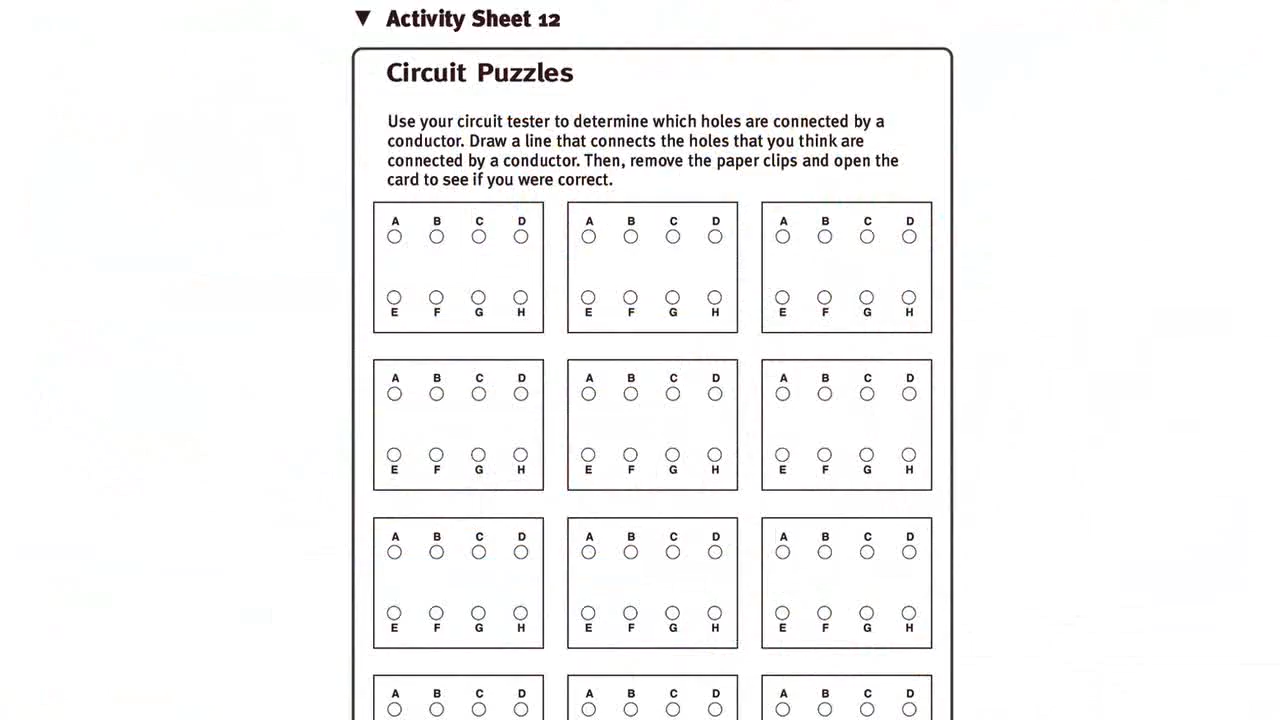 ▼ Activity Sheet 12
Circuit Puzzles
Use your circuit tester to determine which holes are connected by a
conductor. Draw a line that connects the holes that you think are
connected by a conductor. Then, remove the paper clips and open the
card to see if you were correct.
A B C D A B C D A B C D
E F G H E F G H E F G H
A B C D A B C D A B C D
E F G H E F G H E F G H
A B C D A B C D A B C D
E F G H E F G H E F G H
A B C D A B C D A B C D